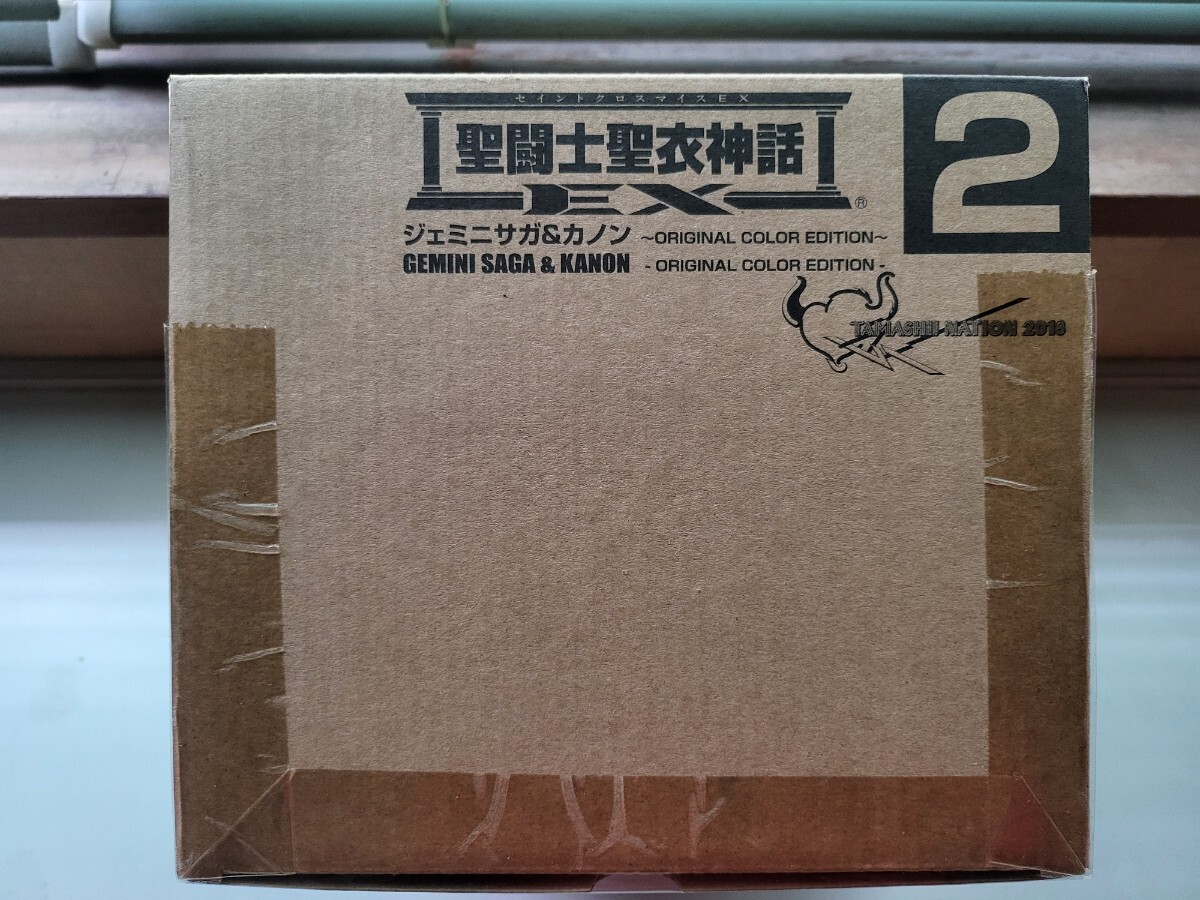 セイントクロスマイスEX
聖闘士聖衣神話
EX®
2
ジェミニサガ&カノン ~ORIGINAL COLOR EDITION~
GEMINI SAGA & KANON - ORIGINAL COLOR EDITION -
TAMASHII NATION 2018